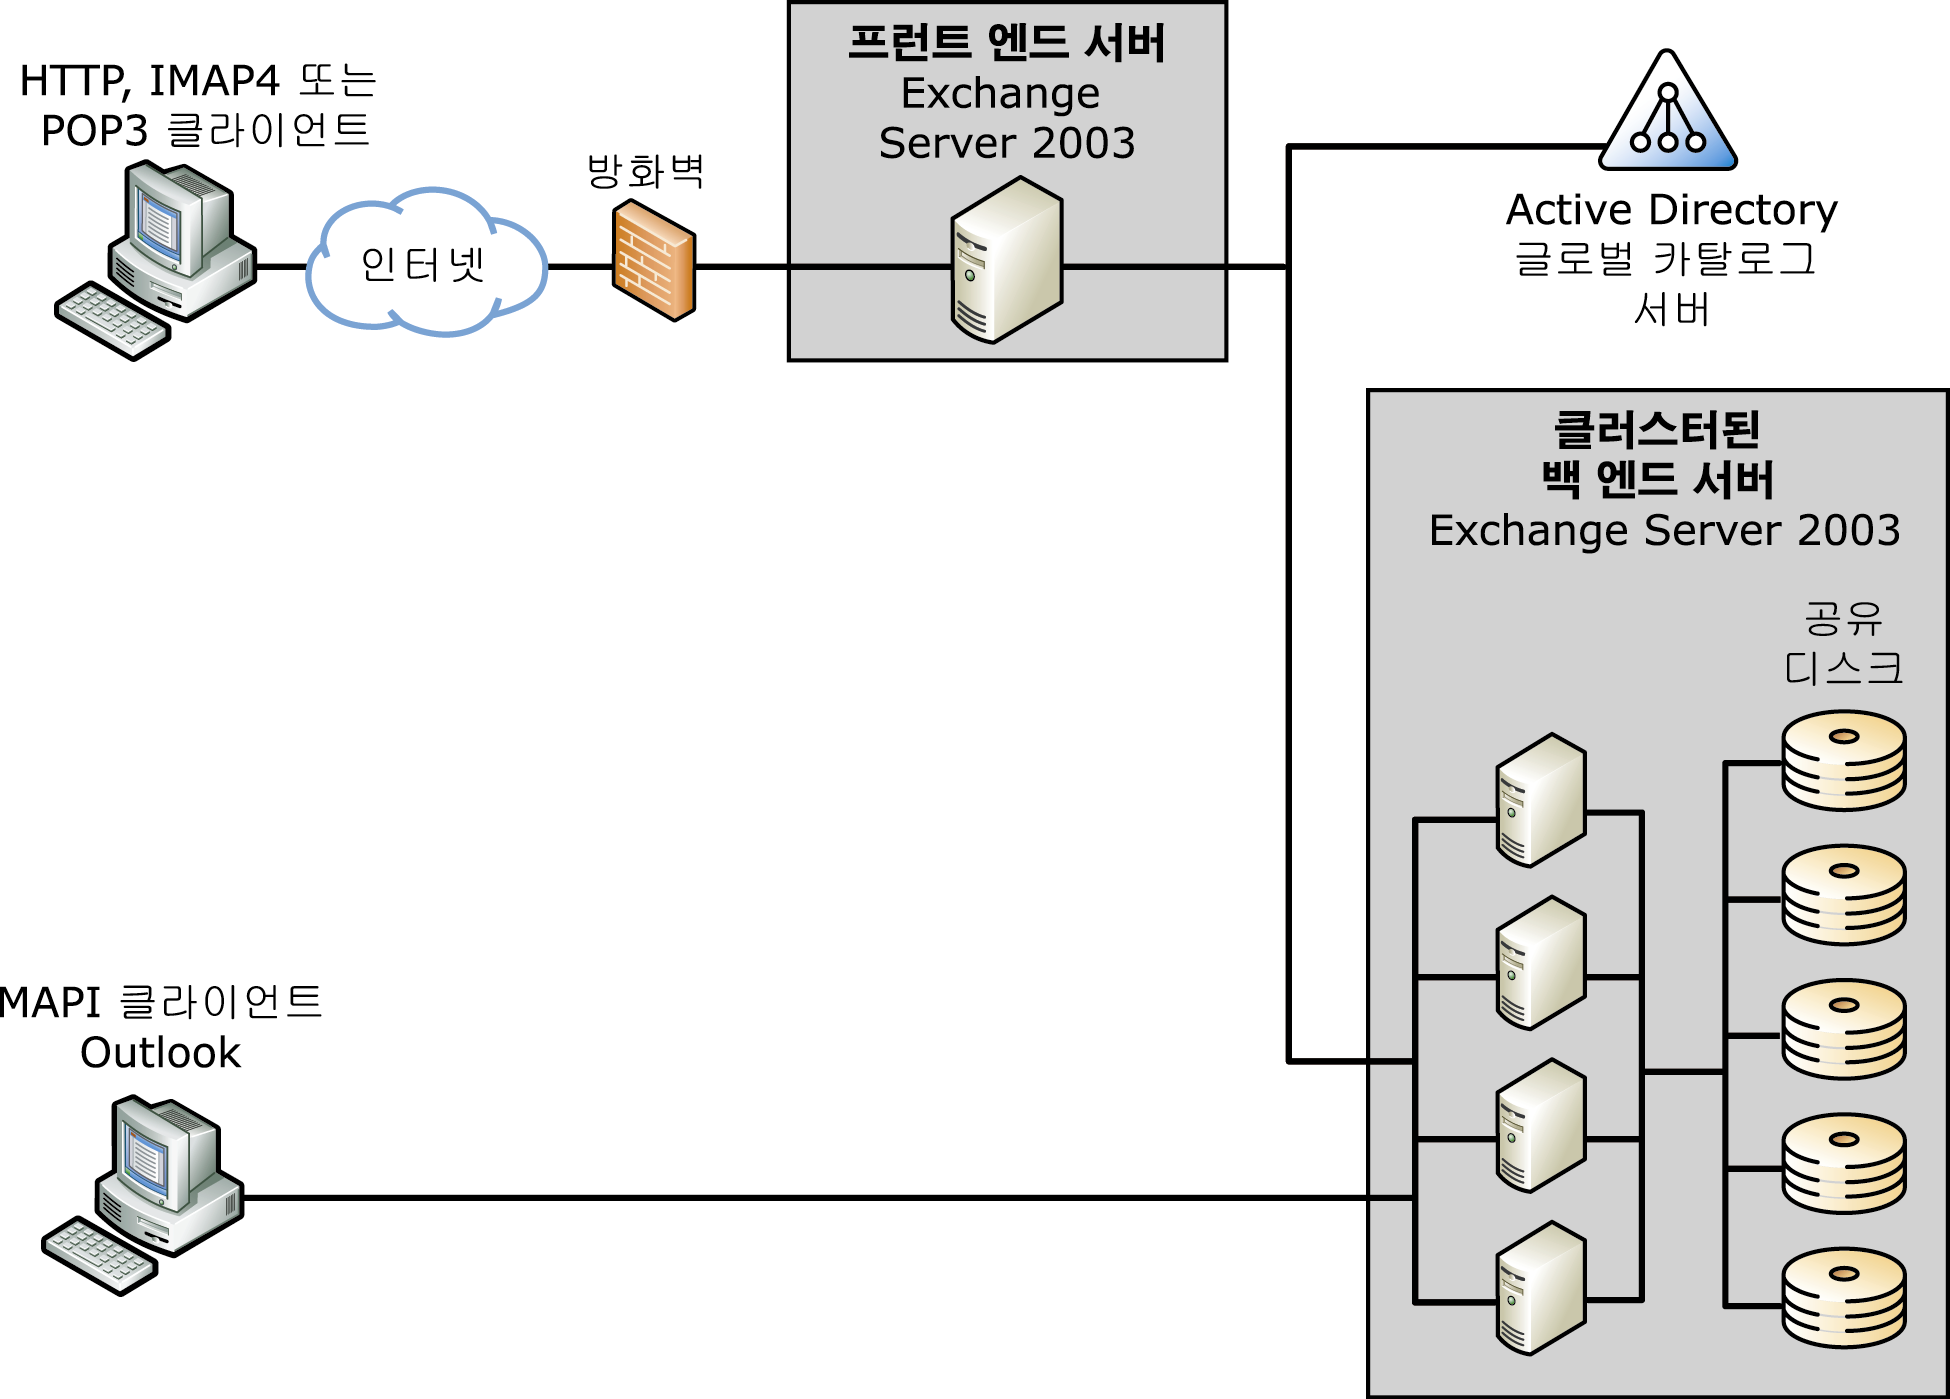 HTTP, IMAP4 또는
POP3 클라이언트
인터넷
방화벽
프런트 엔드 서버
Exchange
Server 2003
Active Directory
글로벌 카탈로그
서버
클러스터된
백 엔드 서버
Exchange Server 2003
공유
디스크
MAPI 클라이언트
Outlook